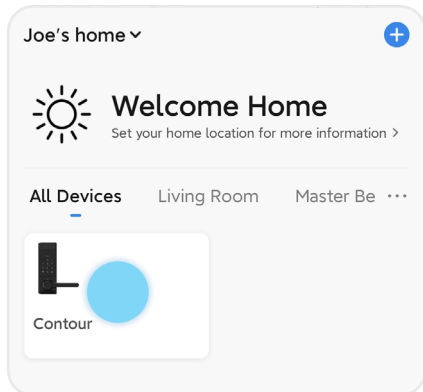 Joe's home
Welcome Home
Set your home location for more information >
All Devices Living Room Master Be ...
Contour